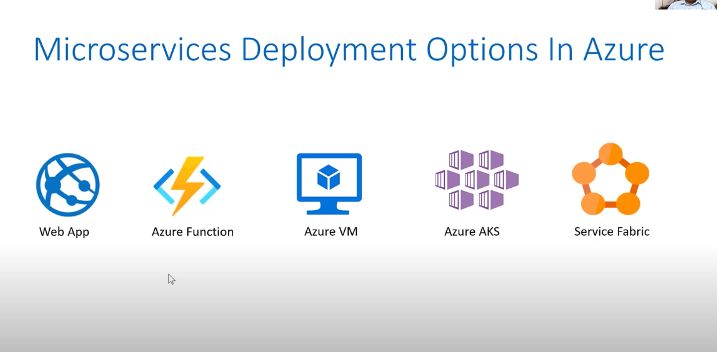 Microservices Deployment Options In Azure
Web App
Azure Function
Azure VM
Azure AKS
Service Fabric